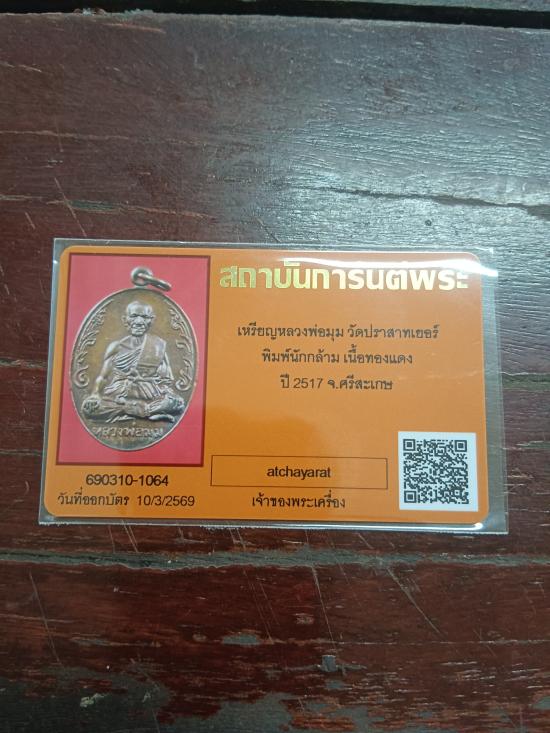 สถาบันการันตีพระ
เหรียญหลวงพ่อมุม วัดปราสาทเยอร์
พิมพ์นักกล้าม เนื้อทองแดง
ปี 2517 จ.ศรีสะเกษ
หลวงพ่อมุม
690310-1064
วันที่ออกบัตร 10/3/2569
atchayarat
เจ้าของพระเครื่อง